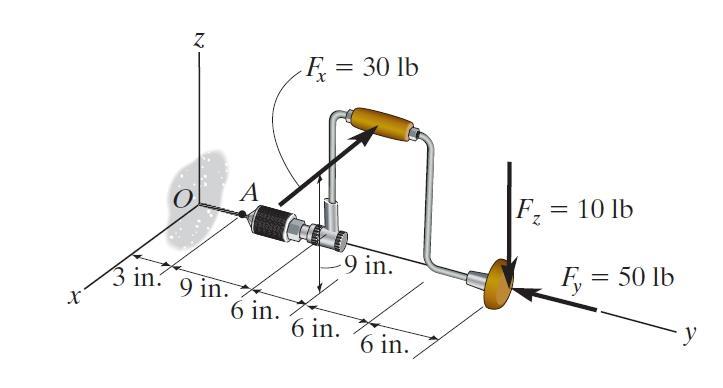 z
Fₓ = 30 lb
O
A
F_z = 10 lb
9 in.
F_y = 50 lb
x
3 in.
9 in.
6 in.
6 in.
6 in.
y